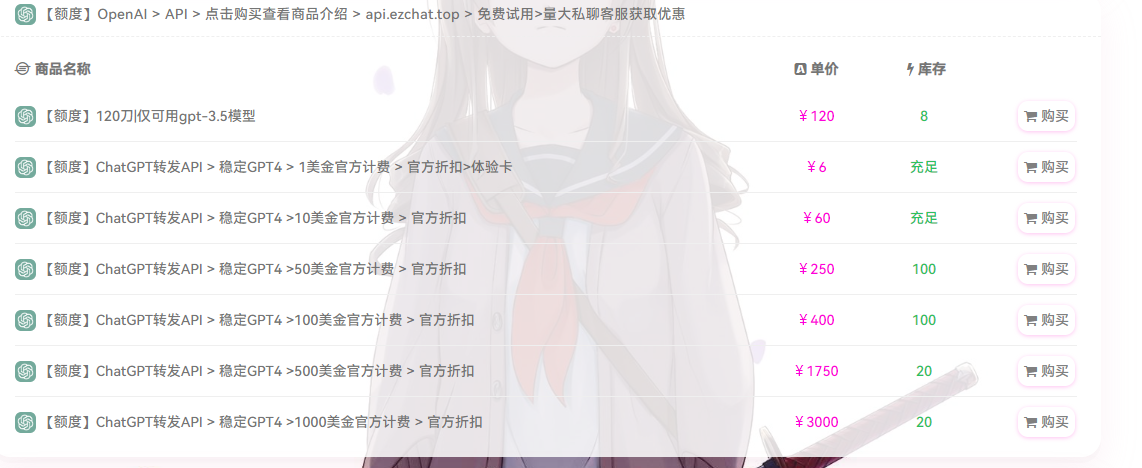 【额度】OpenAI > API > 点击购买查看商品介绍 > api.ezchat.top > 免费试用>量大私聊客服获取优惠
商品名称 单价 库存
【额度】120刀|仅可用gpt-3.5模型 ¥120 8 购买
【额度】ChatGPT转发API > 稳定GPT4 > 1美金官方计费 > 官方折扣>体验卡 ¥6 充足 购买
【额度】ChatGPT转发API > 稳定GPT4 >10美金官方计费 > 官方折扣 ¥60 充足 购买
【额度】ChatGPT转发API > 稳定GPT4 >50美金官方计费 > 官方折扣 ¥250 100 购买
【额度】ChatGPT转发API > 稳定GPT4 >100美金官方计费 > 官方折扣 ¥400 100 购买
【额度】ChatGPT转发API > 稳定GPT4 >500美金官方计费 > 官方折扣 ¥1750 20 购买
【额度】ChatGPT转发API > 稳定GPT4 >1000美金官方计费 > 官方折扣 ¥3000 20 购买